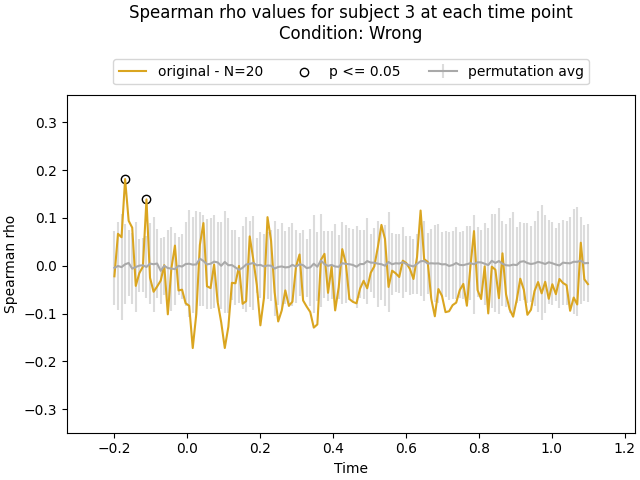 Spearman rho values for subject 3 at each time point
Condition: Wrong
original - N=20
p <= 0.05
permutation avg
0.3
0.2
0.1
0.0
−0.1
−0.2
−0.3
Spearman rho
−0.2
0.0
0.2
0.4
0.6
0.8
1.0
1.2
Time